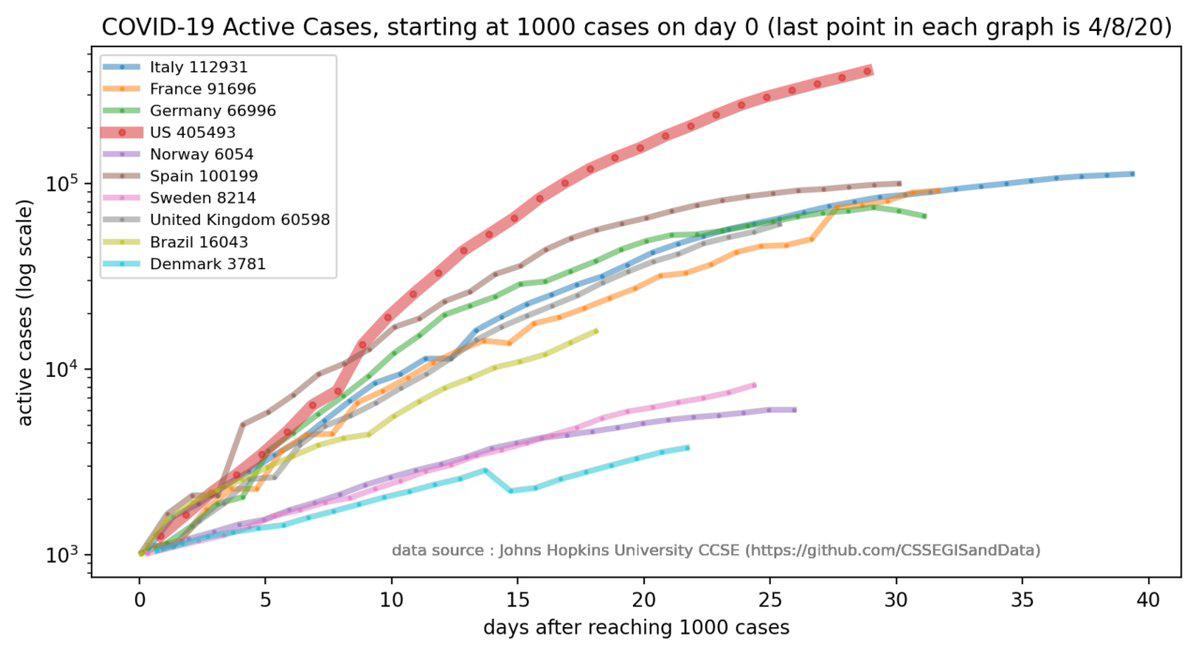 COVID-19 Active Cases, starting at 1000 cases on day 0 (last point in each graph is 4/8/20)
Italy 112931
France 91696
Germany 66996
US 405493
Norway 6054
Spain 100199
Sweden 8214
United Kingdom 60598
Brazil 16043
Denmark 3781
active cases (log scale)
10⁵
10⁴
10³
data source : Johns Hopkins University CCSE (https://github.com/CSSEGISandData)
0 5 10 15 20 25 30 35 40
days after reaching 1000 cases